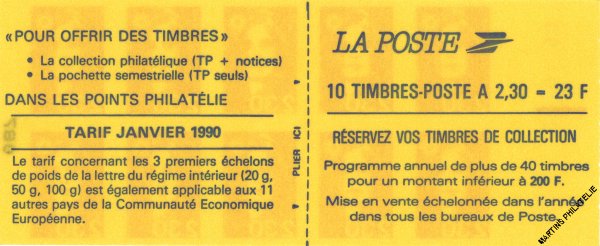 «POUR OFFRIR DES TIMBRES»
• La collection philatélique (TP + notices)
• La pochette semestrielle (TP seuls)
DANS LES POINTS PHILATÉLIE
TARIF JANVIER 1990
Le tarif concernant les 3 premiers échelons
de poids de la lettre du régime intérieur (20 g,
50 g, 100 g) est également applicable aux 11
autres pays de la Communauté Economique
Européenne.
PLIER ICI
LA POSTE
10 TIMBRES-POSTE A 2,30 = 23 F
RÉSERVEZ VOS TIMBRES DE COLLECTION
Programme annuel de plus de 40 timbres
pour un montant inférieur à 200 F.
Mise en vente échelonnée dans l'année
dans tous les bureaux de Poste.
MARTINS PHILATELIE